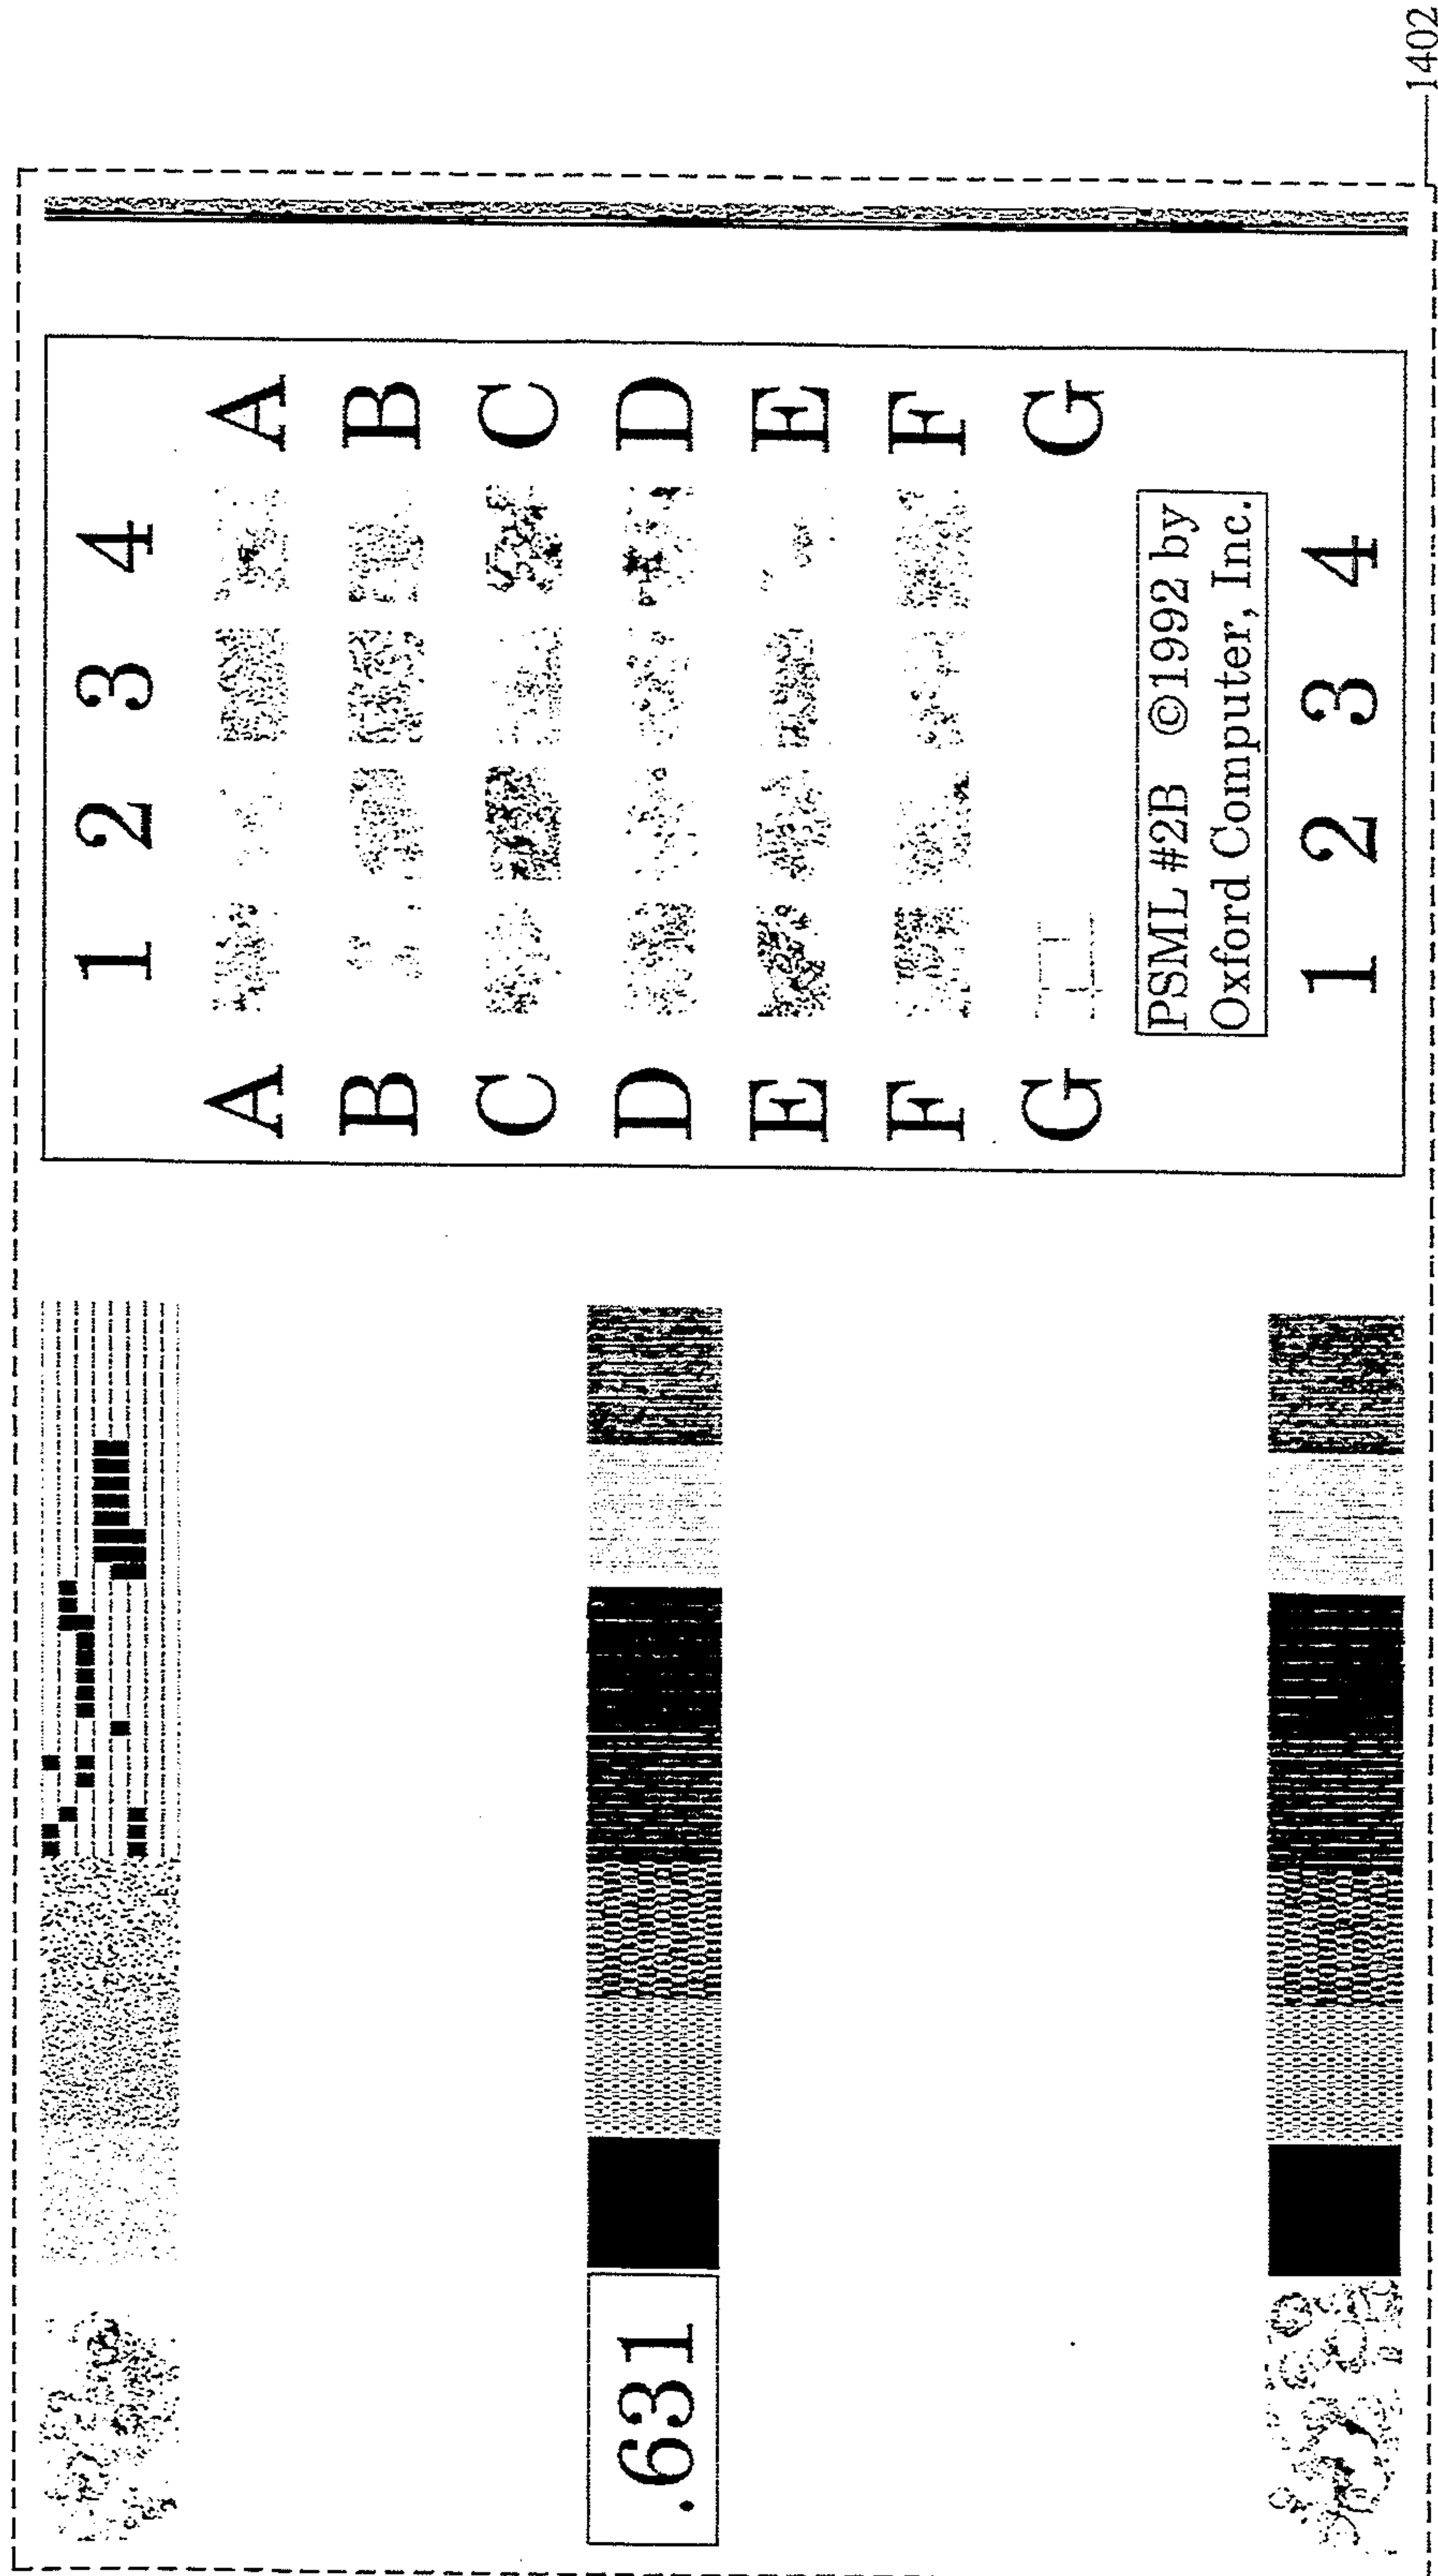 1402
1 2 3 4
A A
B B
C C
D D
E E
F F
G G
PSML #2B ©1992 by
Oxford Computer, Inc.
1 2 3 4
.631